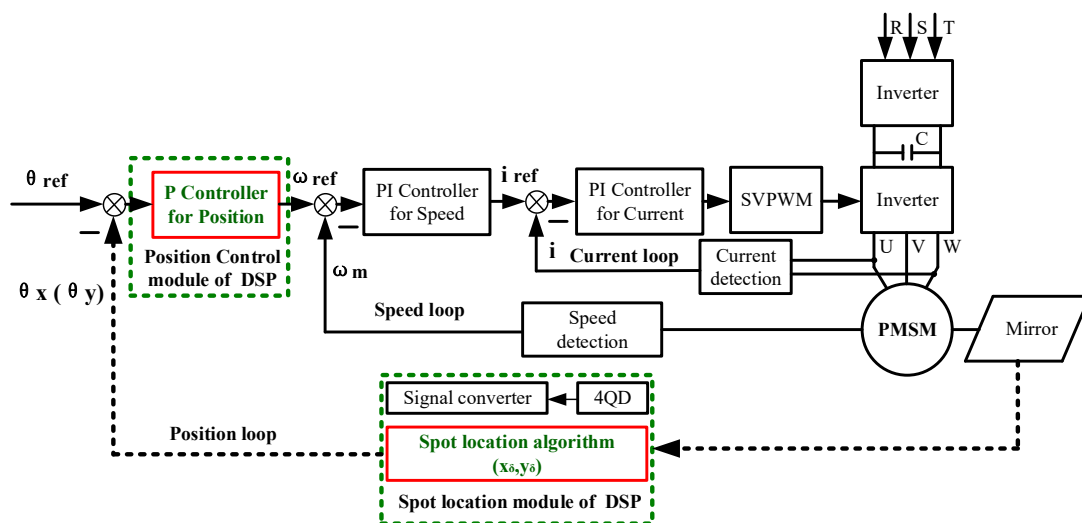 R S T
Inverter
C
θ ref
P Controller
for Position
ω ref
PI Controller
for Speed
i ref
PI Controller
for Current
SVPWM
Inverter
Position Control
module of DSP
θ x ( θ y)
ω m
i
Current loop
Current
detection
U V W
Speed loop
Speed
detection
PMSM
Mirror
Signal converter
4QD
Position loop
Spot location algorithm
(xδ,yδ)
Spot location module of DSP